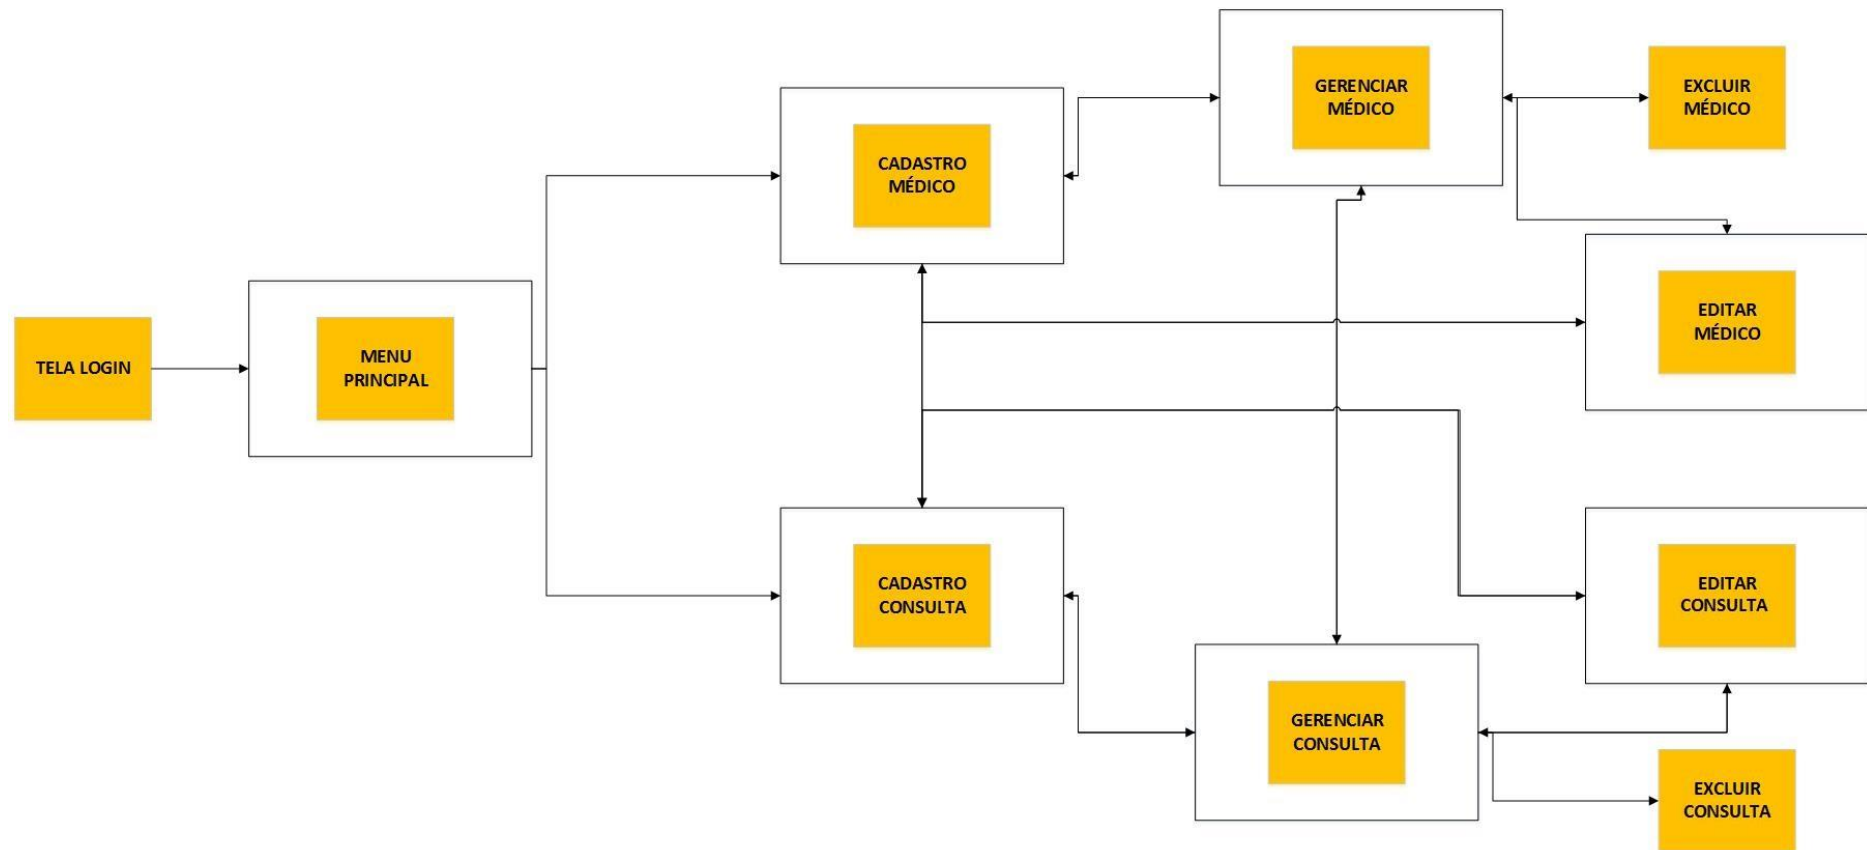 TELA LOGIN
MENU
PRINCIPAL
CADASTRO
MÉDICO
CADASTRO
CONSULTA
GERENCIAR
MÉDICO
GERENCIAR
CONSULTA
EXCLUIR
MÉDICO
EDITAR
MÉDICO
EDITAR
CONSULTA
EXCLUIR
CONSULTA